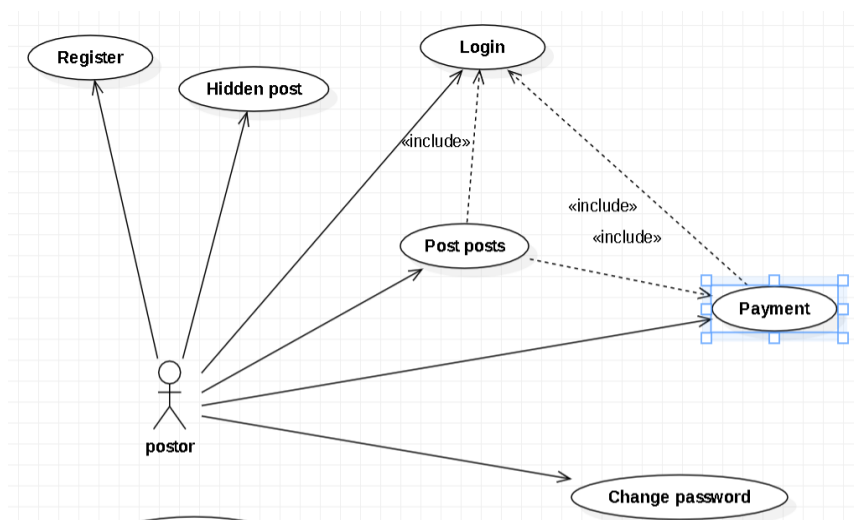 Login
Register
Hidden post
«include»
«include»
«include»
Post posts
Payment
postor
Change password